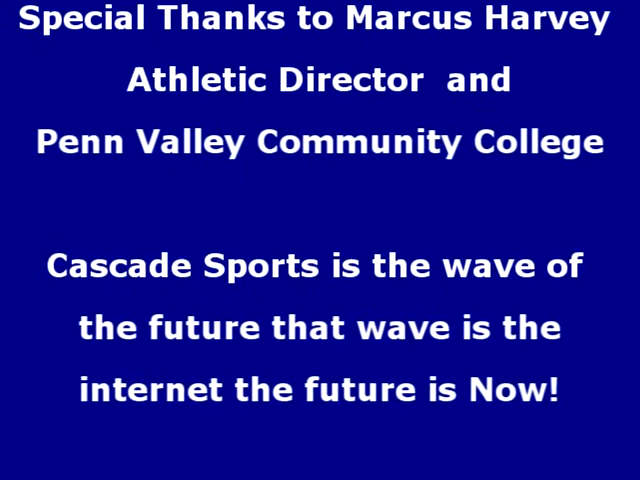 Special Thanks to Marcus Harvey
Athletic Director and
Penn Valley Community College
Cascade Sports is the wave of
the future that wave is the
internet the future is Now!